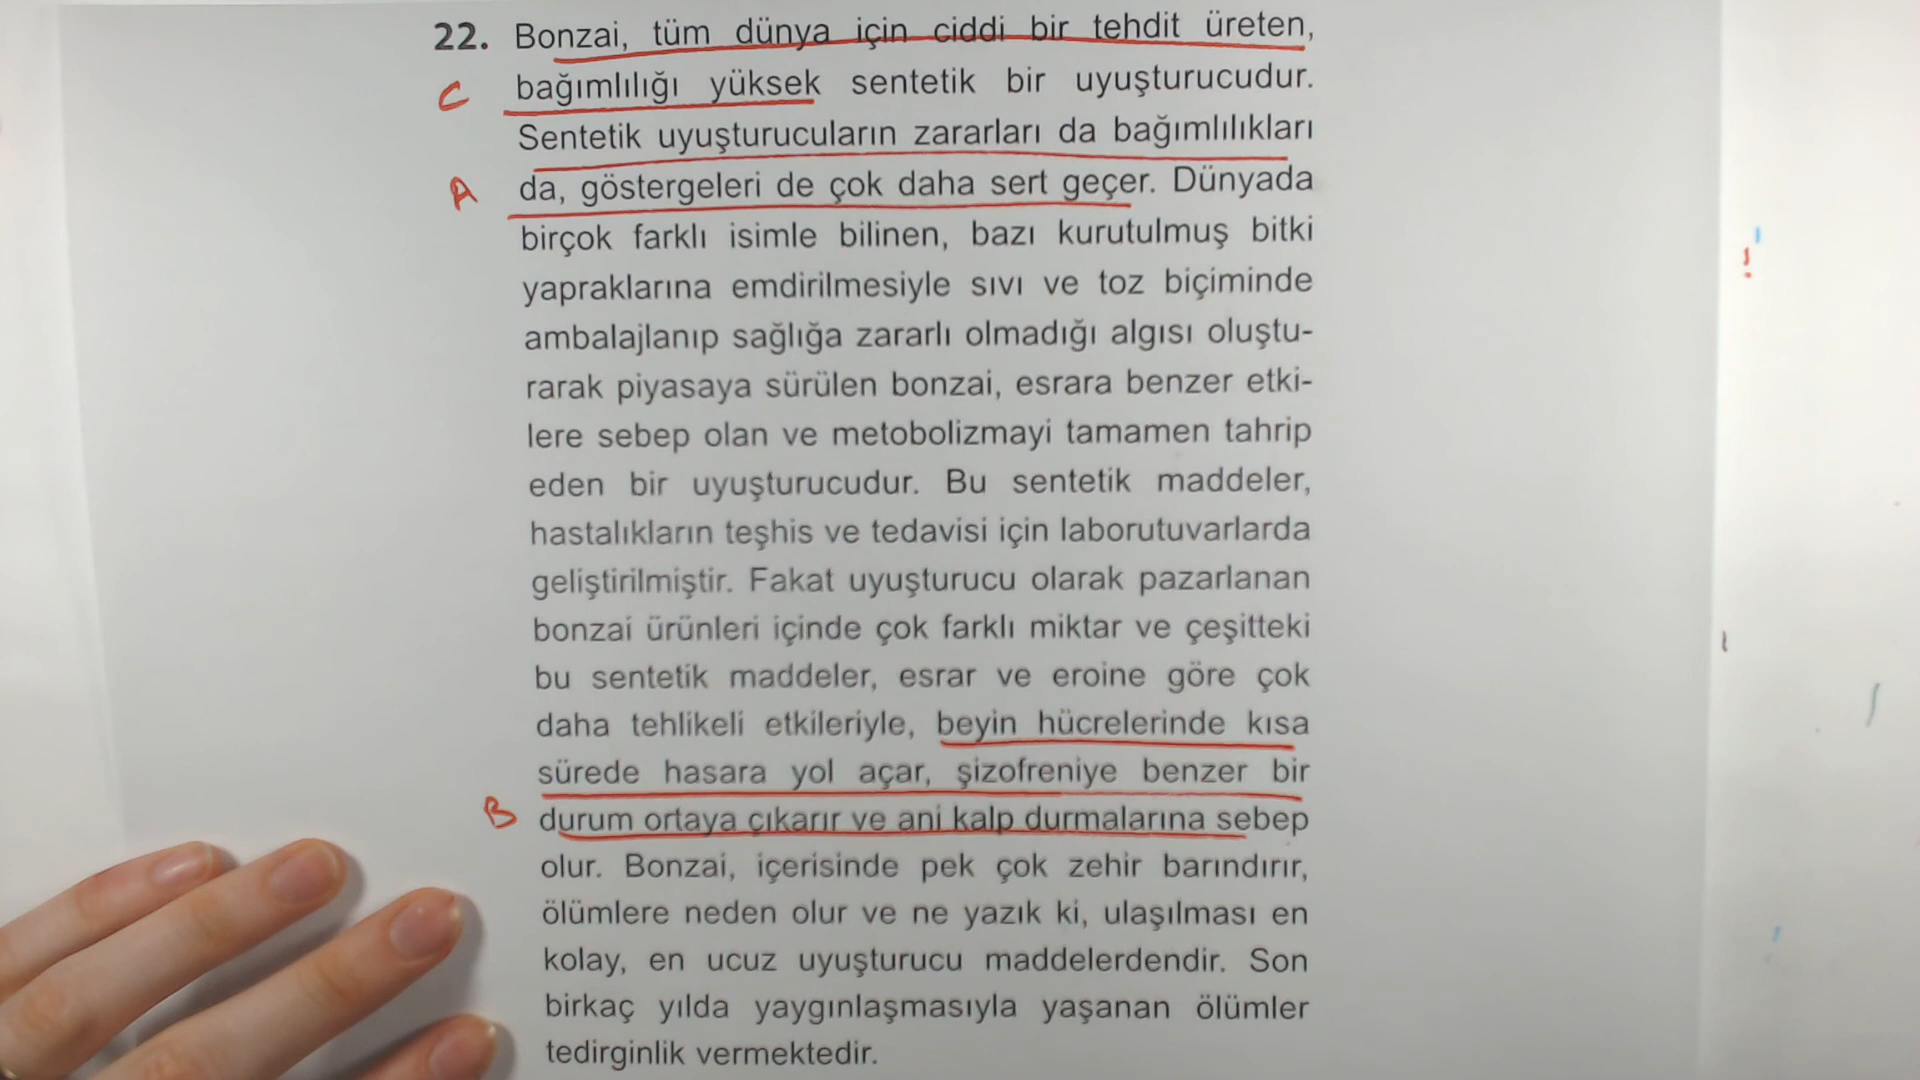 22. Bonzai, tüm dünya için ciddi bir tehdit üreten,
C bağımlılığı yüksek sentetik bir uyuşturucudur.
Sentetik uyuşturucuların zararları da bağımlılıkları
A da, göstergeleri de çok daha sert geçer. Dünyada
birçok farklı isimle bilinen, bazı kurutulmuş bitki
yapraklarına emdirilmesiyle sıvı ve toz biçiminde
ambalajlanıp sağlığa zararlı olmadığı algısı oluştu-
rarak piyasaya sürülen bonzai, esrara benzer etki-
lere sebep olan ve metobolizmayi tamamen tahrip
eden bir uyuşturucudur. Bu sentetik maddeler,
hastalıkların teşhis ve tedavisi için laborutuvarlarda
geliştirilmiştir. Fakat uyuşturucu olarak pazarlanan
bonzai ürünleri içinde çok farklı miktar ve çeşitteki
bu sentetik maddeler, esrar ve eroine göre çok
daha tehlikeli etkileriyle, beyin hücrelerinde kısa
sürede hasara yol açar, şizofreniye benzer bir
B durum ortaya çıkarır ve ani kalp durmalarına sebep
olur. Bonzai, içerisinde pek çok zehir barındırır,
ölümlere neden olur ve ne yazık ki, ulaşılması en
kolay, en ucuz uyuşturucu maddelerdendir. Son
birkaç yılda yaygınlaşmasıyla yaşanan ölümler
tedirginlik vermektedir.